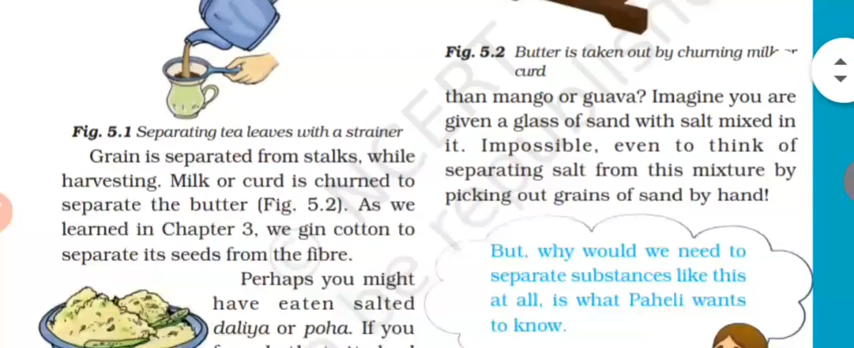 Fig. 5.1 Separating tea leaves with a strainer
Grain is separated from stalks, while
harvesting. Milk or curd is churned to
separate the butter (Fig. 5.2). As we
learned in Chapter 3, we gin cotton to
separate its seeds from the fibre.
Perhaps you might
have eaten salted
daliya or poha. If you
Fig. 5.2 Butter is taken out by churning milk
curd
than mango or guava? Imagine you are
given a glass of sand with salt mixed in
it. Impossible, even to think of
separating salt from this mixture by
picking out grains of sand by hand!
But, why would we need to
separate substances like this
at all, is what Paheli wants
to know.
© NCERT
be republished